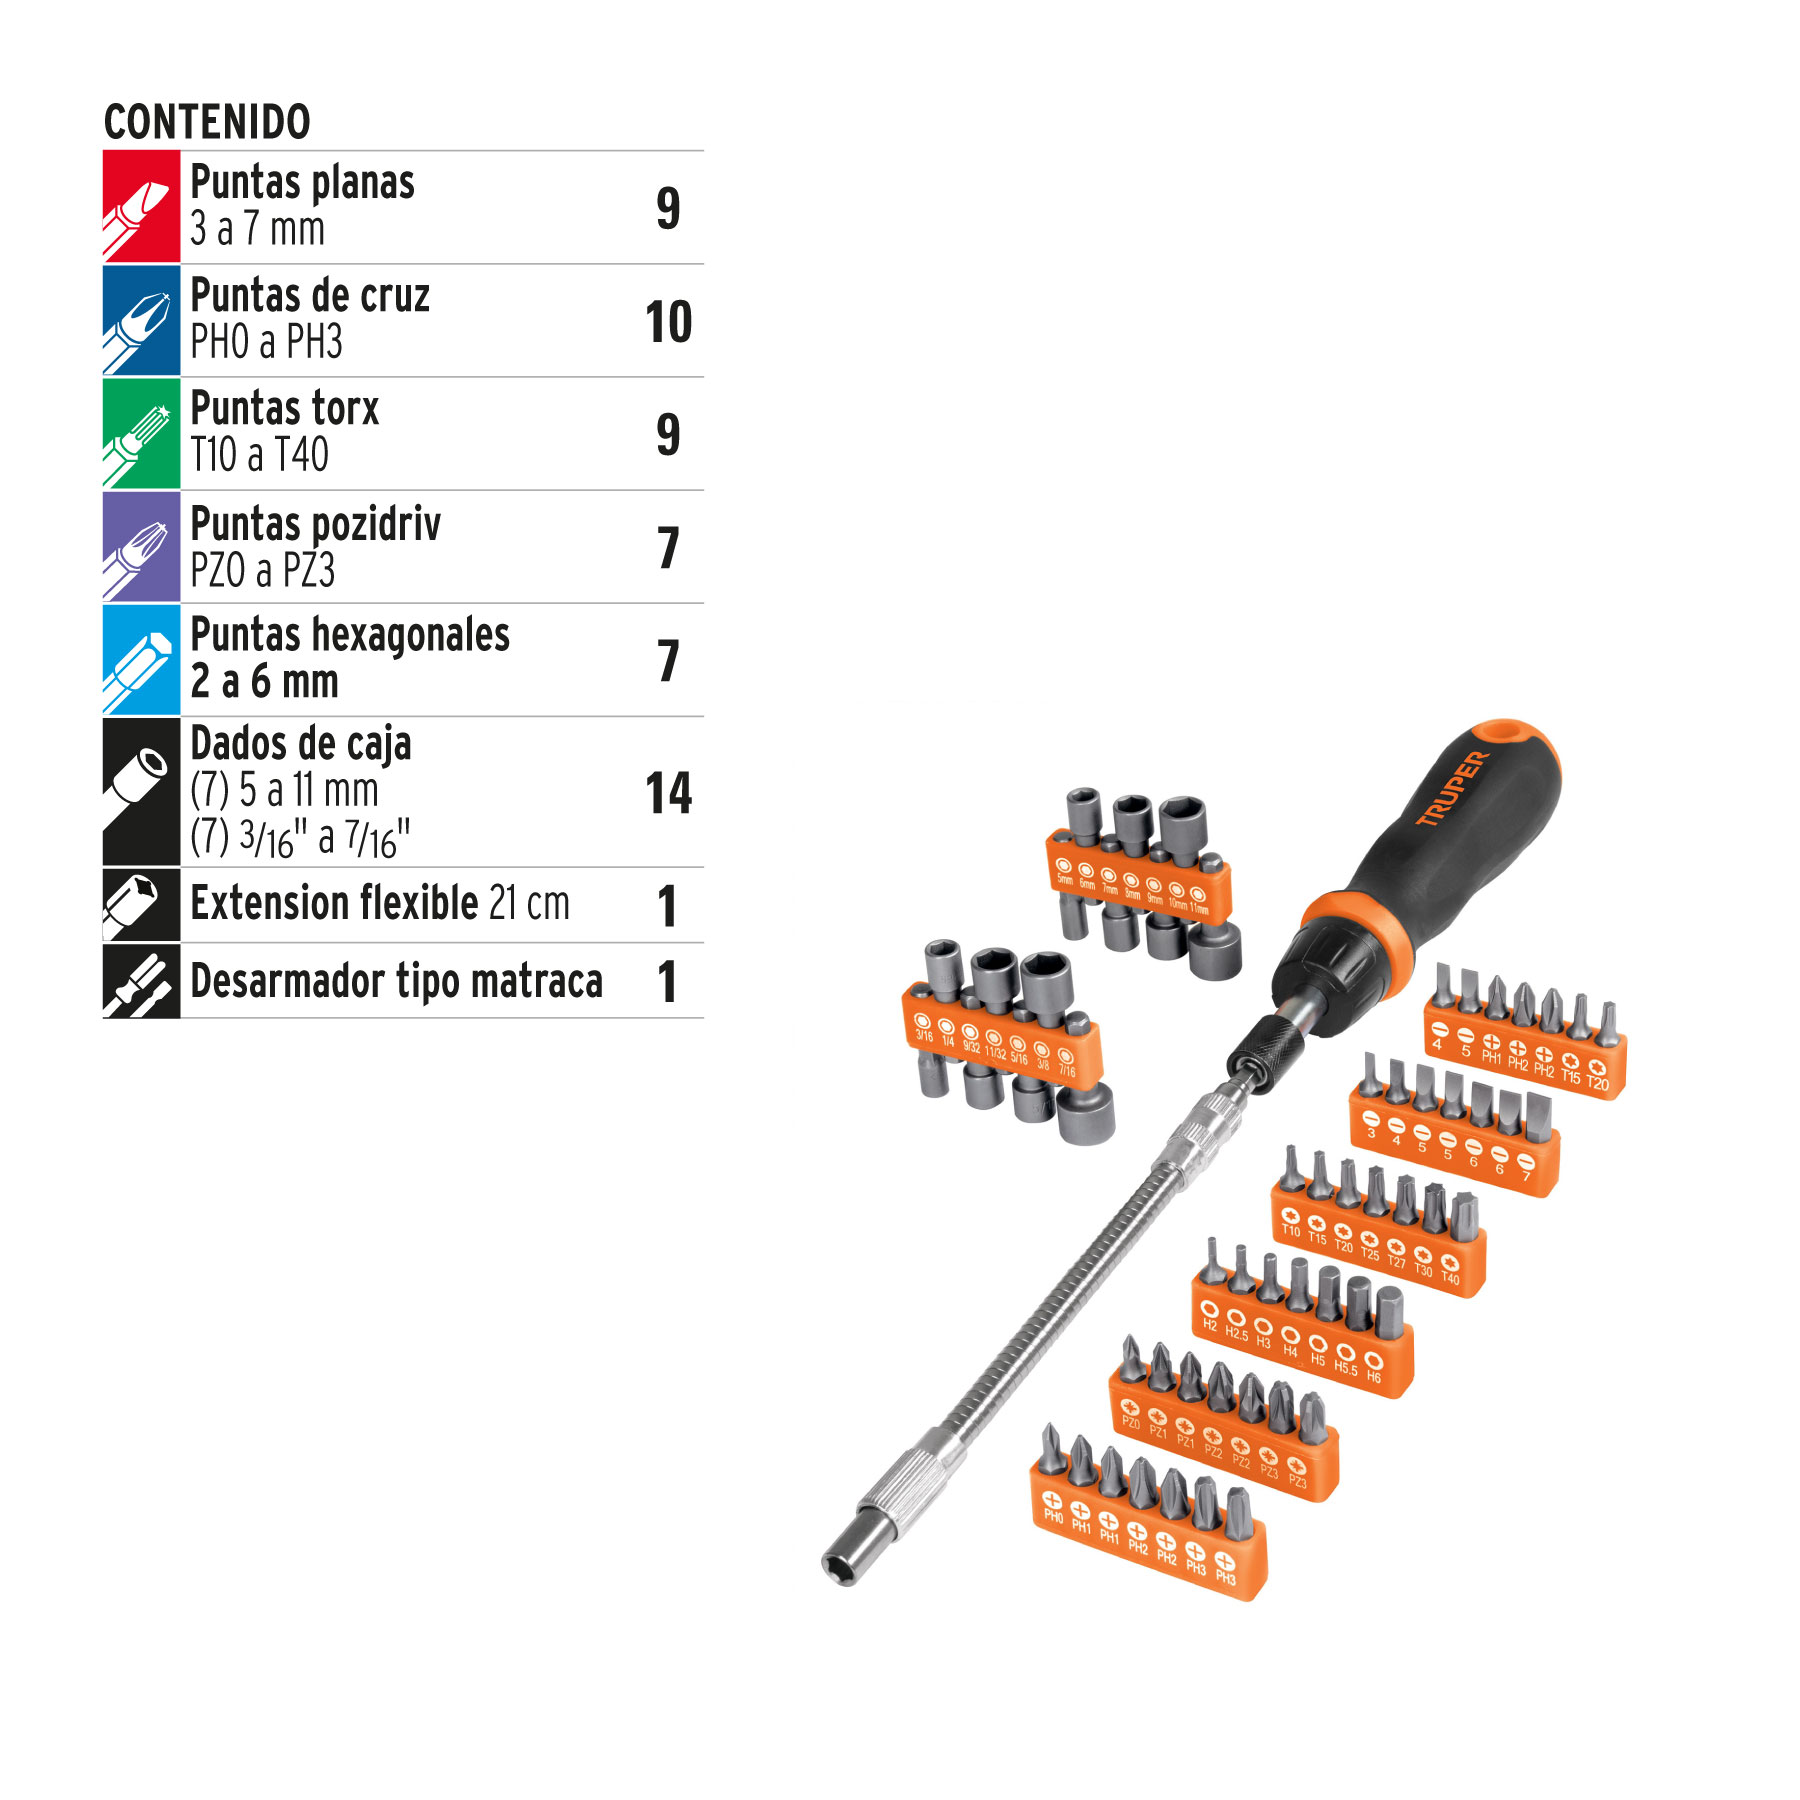 CONTENIDO
Puntas planas
3 a 7 mm
9
Puntas de cruz
PH0 a PH3
10
Puntas torx
T10 a T40
9
Puntas pozidriv
PZ0 a PZ3
7
Puntas hexagonales
2 a 6 mm
7
Dados de caja
(7) 5 a 11 mm
(7) 3/16" a 7/16"
14
Extension flexible 21 cm
1
Desarmador tipo matraca
1
TRUPER
5mm 6mm 7mm 8mm 9mm 10mm 11mm
3/16 1/4 9/32 11/32 5/16 3/8 7/16
4 5 PH1 PH2 PH2 T15 T20
3 4 5 5 6 6 7
T10 T15 T20 T25 T27 T30 T40
H2 H2.5 H3 H4 H5 H5.5 H6
PZ0 PZ1 PZ1 PZ2 PZ2 PZ3 PZ3
PH0 PH1 PH1 PH2 PH2 PH3 PH3